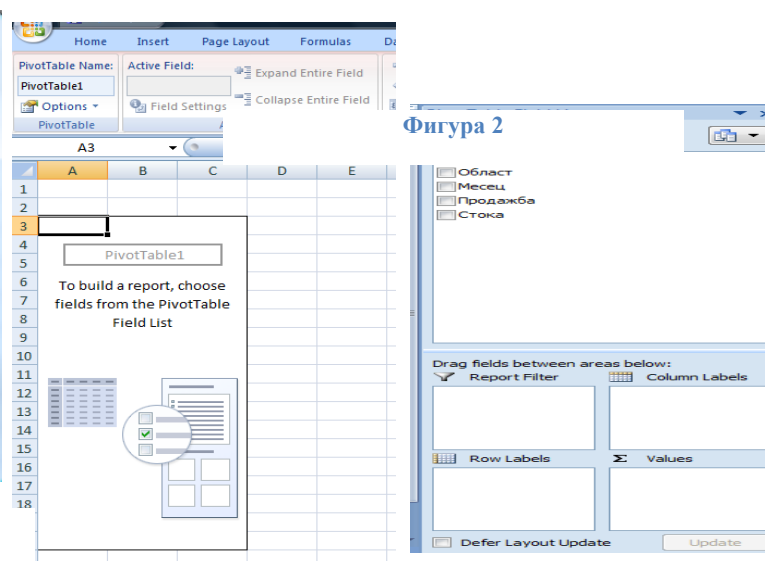 Home Insert Page Layout Formulas Da
PivotTable Name: Active Field:
PivotTable1 Expand Entire Field
Options Field Settings Collapse Entire Field
PivotTable
Фигура 2
A3
A B C D E
1
2
3
4
5
6
7
8
9
10
11
12
13
14
15
16
17
18
PivotTable1
To build a report, choose
fields from the PivotTable
Field List
Област
Месец
Продажба
Стока
Drag fields between areas below:
Report Filter Column Labels
Row Labels Σ Values
Defer Layout Update Update